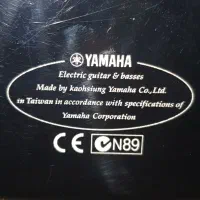 YAMAHA
Electric guitar & basses
Made by kaohsiung Yamaha Co.,Ltd.
in Taiwan in accordance with specifications of
Yamaha Corporation
CE N89